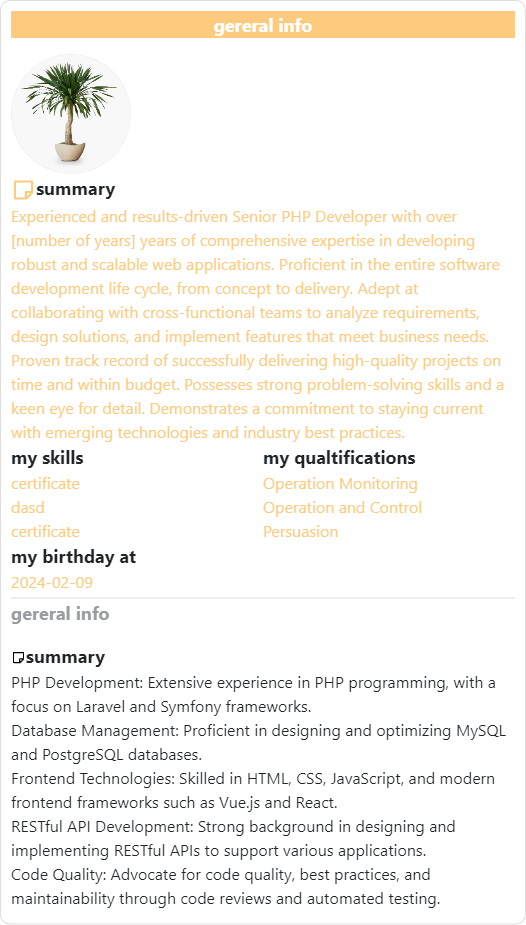 gereral info
summary
Experienced and results-driven Senior PHP Developer with over
[number of years] years of comprehensive expertise in developing
robust and scalable web applications. Proficient in the entire software
development life cycle, from concept to delivery. Adept at
collaborating with cross-functional teams to analyze requirements,
design solutions, and implement features that meet business needs.
Proven track record of successfully delivering high-quality projects on
time and within budget. Possesses strong problem-solving skills and a
keen eye for detail. Demonstrates a commitment to staying current
with emerging technologies and industry best practices.
my skills
certificate
dasd
certificate
my qualtifications
Operation Monitoring
Operation and Control
Persuasion
my birthday at
2024-02-09
gereral info
summary
PHP Development: Extensive experience in PHP programming, with a
focus on Laravel and Symfony frameworks.
Database Management: Proficient in designing and optimizing MySQL
and PostgreSQL databases.
Frontend Technologies: Skilled in HTML, CSS, JavaScript, and modern
frontend frameworks such as Vue.js and React.
RESTful API Development: Strong background in designing and
implementing RESTful APIs to support various applications.
Code Quality: Advocate for code quality, best practices, and
maintainability through code reviews and automated testing.